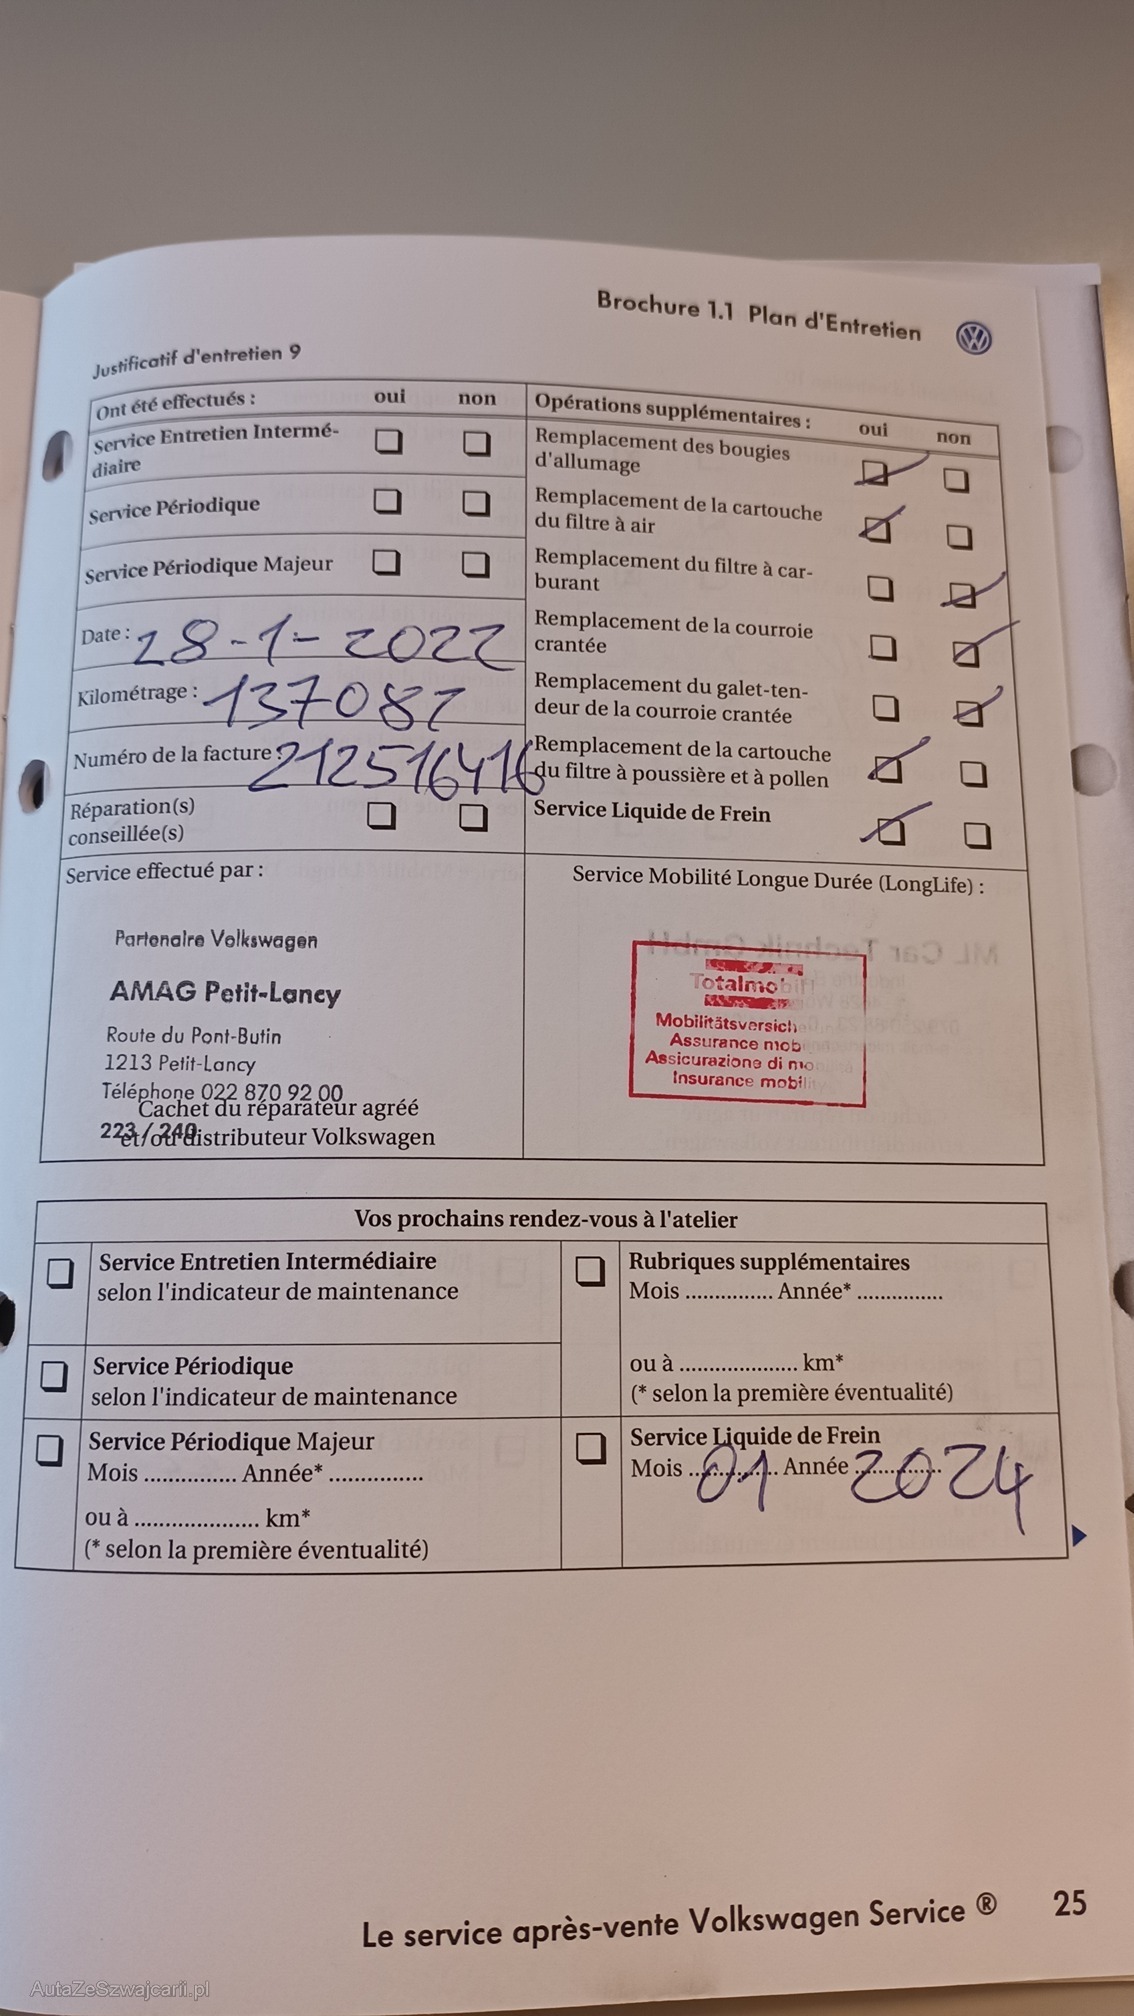 Brochure 1.1 Plan d'Entretien
Justificatif d'entretien 9
Ont été effectués : oui non
Service Entretien Intermé-
diaire
Service Périodique
Service Périodique Majeur
Date : 28-1-2022
Kilométrage : 137082
Numéro de la facture : 212516416
Réparation(s)
conseillée(s)
Opérations supplémentaires : oui non
Remplacement des bougies
d'allumage
Remplacement de la cartouche
du filtre à air
Remplacement du filtre à car-
burant
Remplacement de la courroie
crantée
Remplacement du galet-ten-
deur de la courroie crantée
Remplacement de la cartouche
du filtre à poussière et à pollen
Service Liquide de Frein
Service effectué par :
Partenaire Volkswagen
AMAG Petit-Lancy
Route du Pont-Butin
1213 Petit-Lancy
Téléphone 022 870 92 00
Cachet du réparateur agréé
223 / 240
et/ou distributeur Volkswagen
Service Mobilité Longue Durée (LongLife) :
Totalmobil
Mobilitätsversich
Assurance mob
Assicurazione di mo
Insurance mobility
Vos prochains rendez-vous à l'atelier
Service Entretien Intermédiaire
selon l'indicateur de maintenance
Service Périodique
selon l'indicateur de maintenance
Service Périodique Majeur
Mois .............. Année* ..............
ou à .................... km*
(* selon la première éventualité)
Rubriques supplémentaires
Mois .............. Année* ..............
ou à .................... km*
(* selon la première éventualité)
Service Liquide de Frein
Mois 01 Année 2024
Le service après-vente Volkswagen Service ® 25
AutaZeSzwajcarii.pl